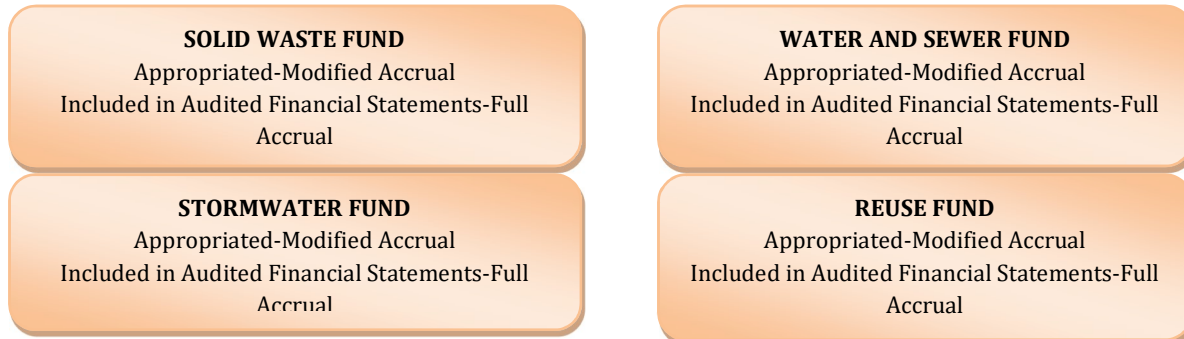 SOLID WASTE FUND
Appropriated-Modified Accrual
Included in Audited Financial Statements-Full
Accrual
WATER AND SEWER FUND
Appropriated-Modified Accrual
Included in Audited Financial Statements-Full
Accrual
STORMWATER FUND
Appropriated-Modified Accrual
Included in Audited Financial Statements-Full
Accrual
REUSE FUND
Appropriated-Modified Accrual
Included in Audited Financial Statements-Full
Accrual